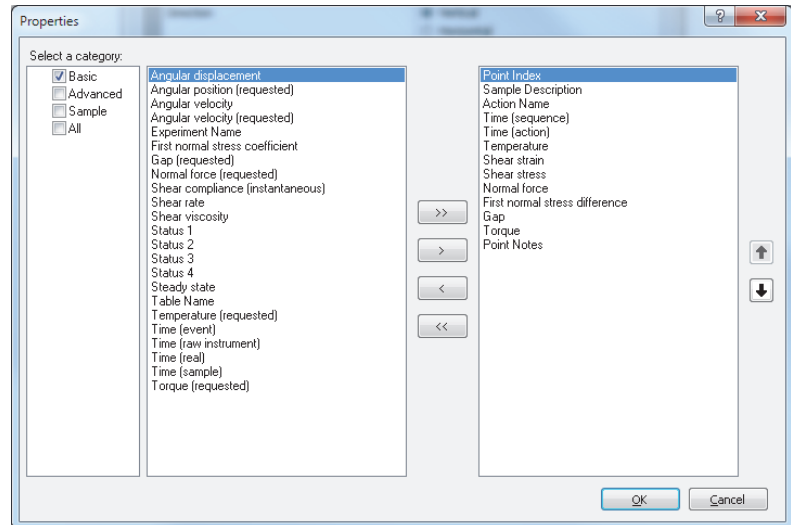 Properties
Select a category:
Basic
Advanced
Sample
All
Angular displacement
Angular position (requested)
Angular velocity
Angular velocity (requested)
Experiment Name
First normal stress coefficient
Gap (requested)
Normal force (requested)
Shear compliance (instantaneous)
Shear rate
Shear viscosity
Status 1
Status 2
Status 3
Status 4
Steady state
Table Name
Temperature (requested)
Time (event)
Time (raw instrument)
Time (real)
Time (sample)
Torque (requested)
>>
>
<
<<
Point Index
Sample Description
Action Name
Time (sequence)
Time (action)
Temperature
Shear strain
Shear stress
Normal force
First normal stress difference
Gap
Torque
Point Notes
OK
Cancel